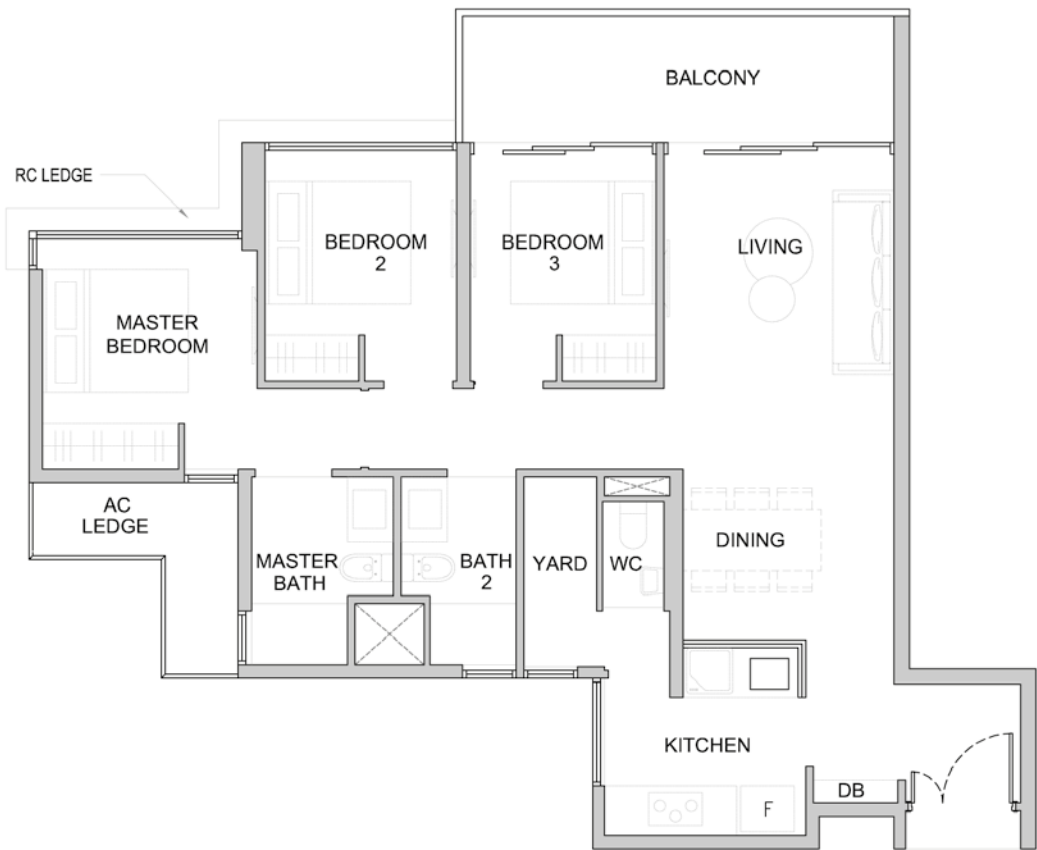 BALCONY
RC LEDGE
BEDROOM
2
BEDROOM
3
LIVING
MASTER
BEDROOM
AC
LEDGE
MASTER
BATH
BATH
2
YARD
WC
DINING
KITCHEN
DB
F